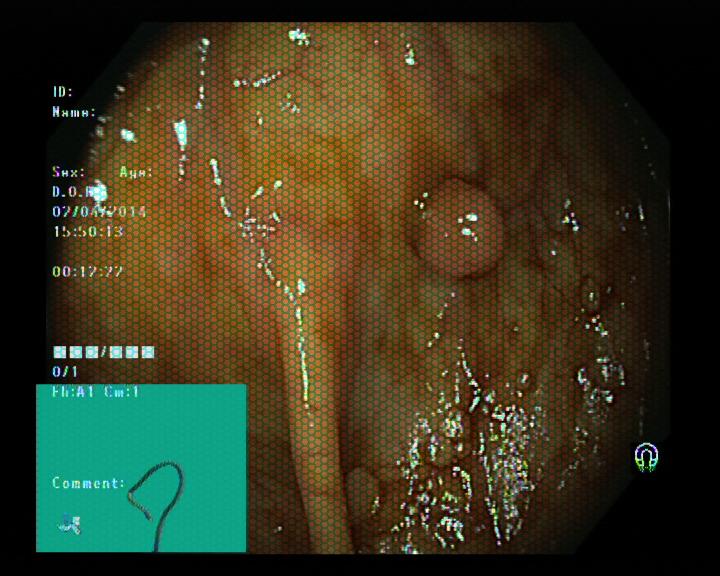 ID:
Name:
Sex: Age:
D.O.B
02/04/2014
15:50:13
00:12:22
0/1
Eh:A1 Cm:1
Comment: